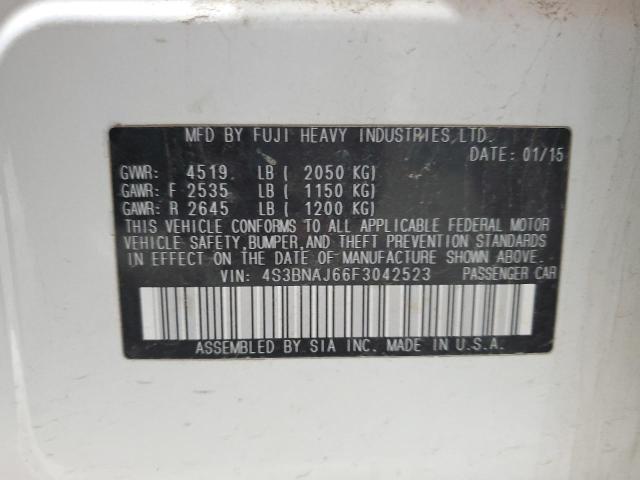 MFD BY FUJI HEAVY INDUSTRIES,LTD.
DATE: 01/15
GVWR: 4519 LB ( 2050 KG)
GAWR: F 2535 LB ( 1150 KG)
GAWR: R 2645 LB ( 1200 KG)
THIS VEHICLE CONFORMS TO ALL APPLICABLE FEDERAL MOTOR
VEHICLE SAFETY,BUMPER,AND THEFT PREVENTION STANDARDS
IN EFFECT ON THE DATE OF MANUFACTURE SHOWN ABOVE.
VIN: 4S3BNAJ66F3042523 PASSENGER CAR
ASSEMBLED BY SIA INC. MADE IN U.S.A.